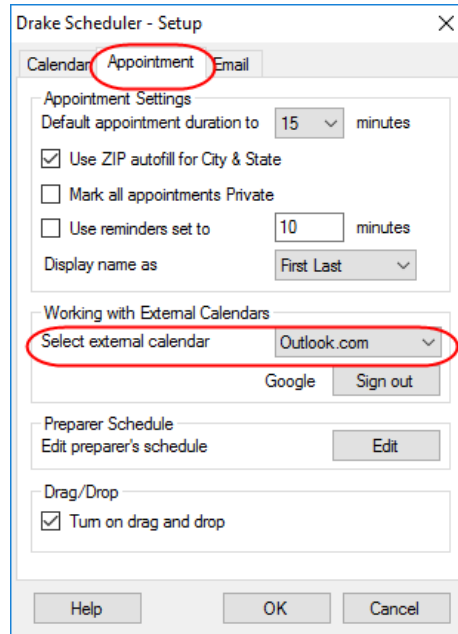 Drake Scheduler - Setup
Calendar Appointment Email
Appointment Settings
Default appointment duration to 15 minutes
Use ZIP autofill for City & State
Mark all appointments Private
Use reminders set to 10 minutes
Display name as First Last
Working with External Calendars
Select external calendar Outlook.com
Google Sign out
Preparer Schedule
Edit preparer's schedule Edit
Drag/Drop
Turn on drag and drop
Help OK Cancel